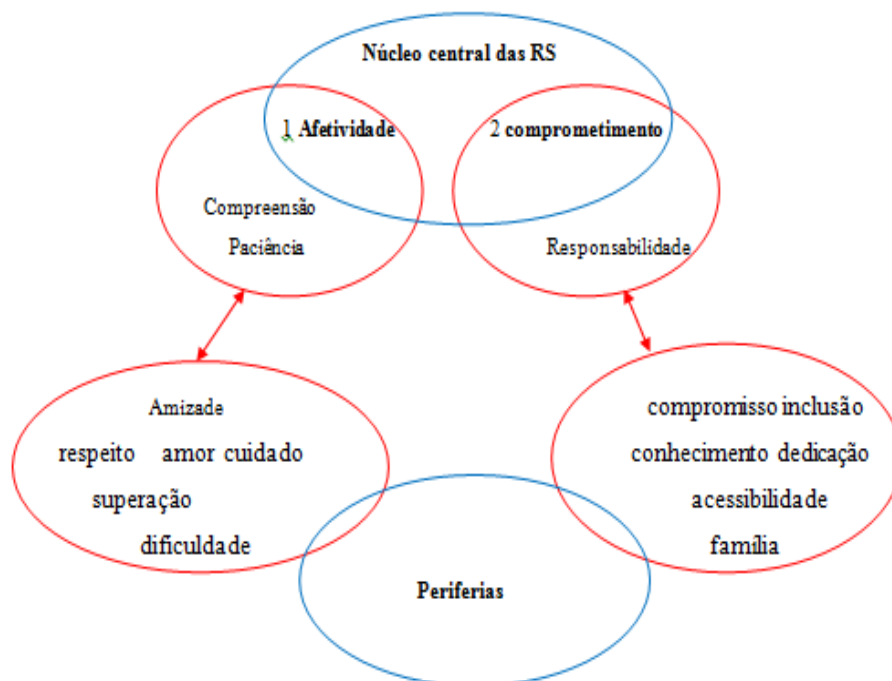 Núcleo central das RS
1 Afetividade
2 comprometimento
Compreensão
Paciência
Responsabilidade
Amizade
respeito amor cuidado
superação
dificuldade
compromisso inclusão
conhecimento dedicação
acessibilidade
família
Periferias